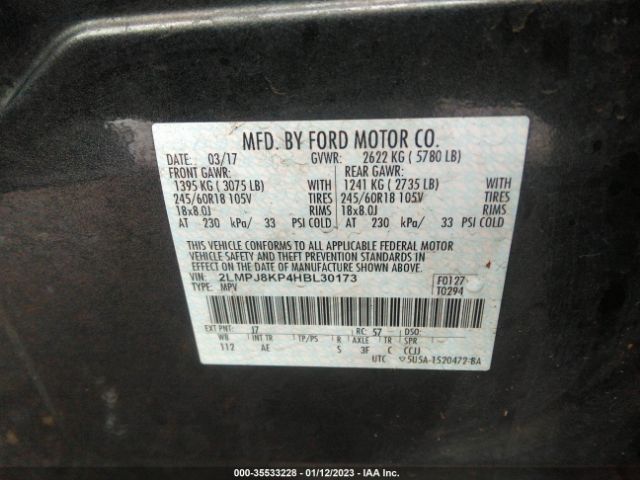 MFD. BY FORD MOTOR CO.
DATE: 03/17 GVWR: 2622 KG ( 5780 LB)
FRONT GAWR: REAR GAWR:
1395 KG ( 3075 LB) WITH 1241 KG ( 2735 LB) WITH
245/60R18 105V TIRES 245/60R18 105V TIRES
18x8.0J RIMS 18x8.0J RIMS
AT 230 kPa/ 33 PSI COLD AT 230 kPa/ 33 PSI COLD
THIS VEHICLE CONFORMS TO ALL APPLICABLE FEDERAL MOTOR
VEHICLE SAFETY AND THEFT PREVENTION STANDARDS IN
EFFECT ON THE DATE OF MANUFACTURE SHOWN ABOVE.
VIN: 2LMPJ8KP4HBL30173 F0127
TYPE: MPV T0294
EXT PNT: J7 RC: 57 DSO:
WB INT TR TP/PS R AXLE TR SPR
112 AE S 3F C CCJJ
UTC 5U5A-1520472-BA
000-35533228 - 01/12/2023 - IAA Inc.